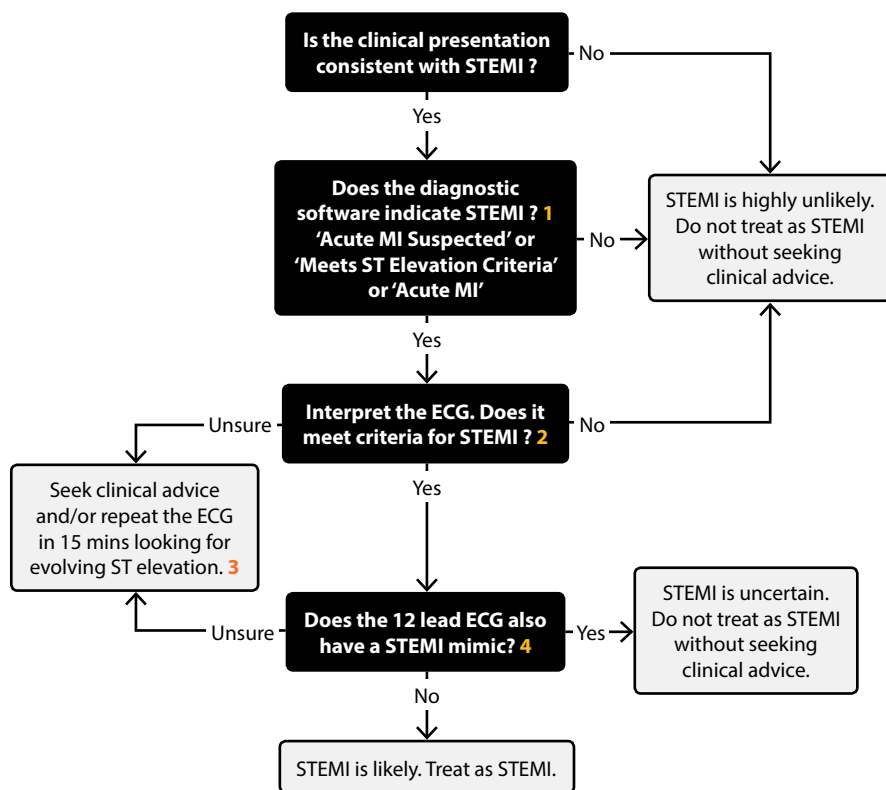 Is the clinical presentation
consistent with STEMI ?
No
Yes
Does the diagnostic
software indicate STEMI ? 1
‘Acute MI Suspected’ or
‘Meets ST Elevation Criteria’
or ‘Acute MI’
No
STEMI is highly unlikely.
Do not treat as STEMI
without seeking
clinical advice.
Yes
Unsure
Interpret the ECG. Does it
meet criteria for STEMI ? 2
No
Seek clinical advice
and/or repeat the ECG
in 15 mins looking for
evolving ST elevation. 3
Yes
Unsure
Does the 12 lead ECG also
have a STEMI mimic? 4
Yes
STEMI is uncertain.
Do not treat as STEMI
without seeking
clinical advice.
No
STEMI is likely. Treat as STEMI.